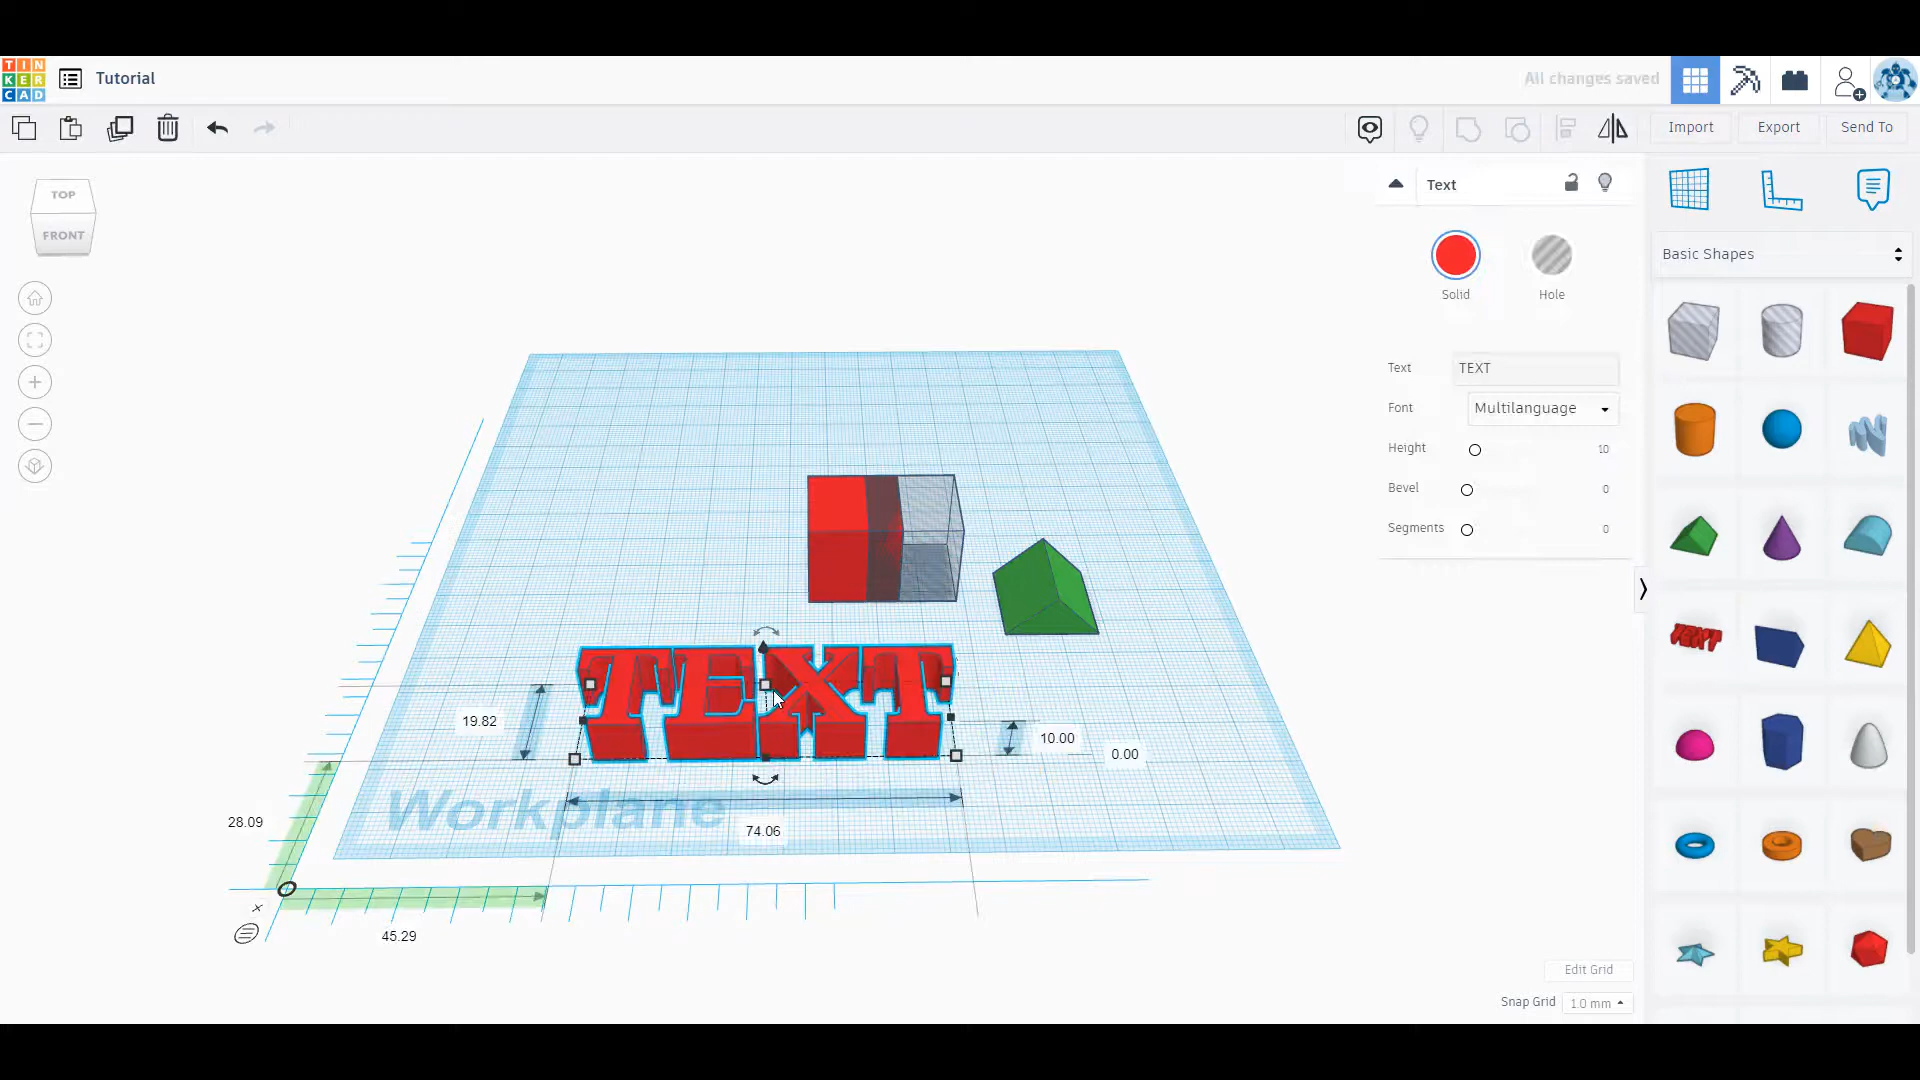 TIN
KER
CAD
Tutorial
All changes saved
Import
Export
Send To
TOP
FRONT
Text
Solid
Hole
Text
TEXT
Font
Multilanguage
Height
10
Bevel
0
Segments
0
Basic Shapes
TEXT
TEXT
19.82
10.00
0.00
Workplane
74.06
28.09
45.29
Edit Grid
Snap Grid
1.0 mm